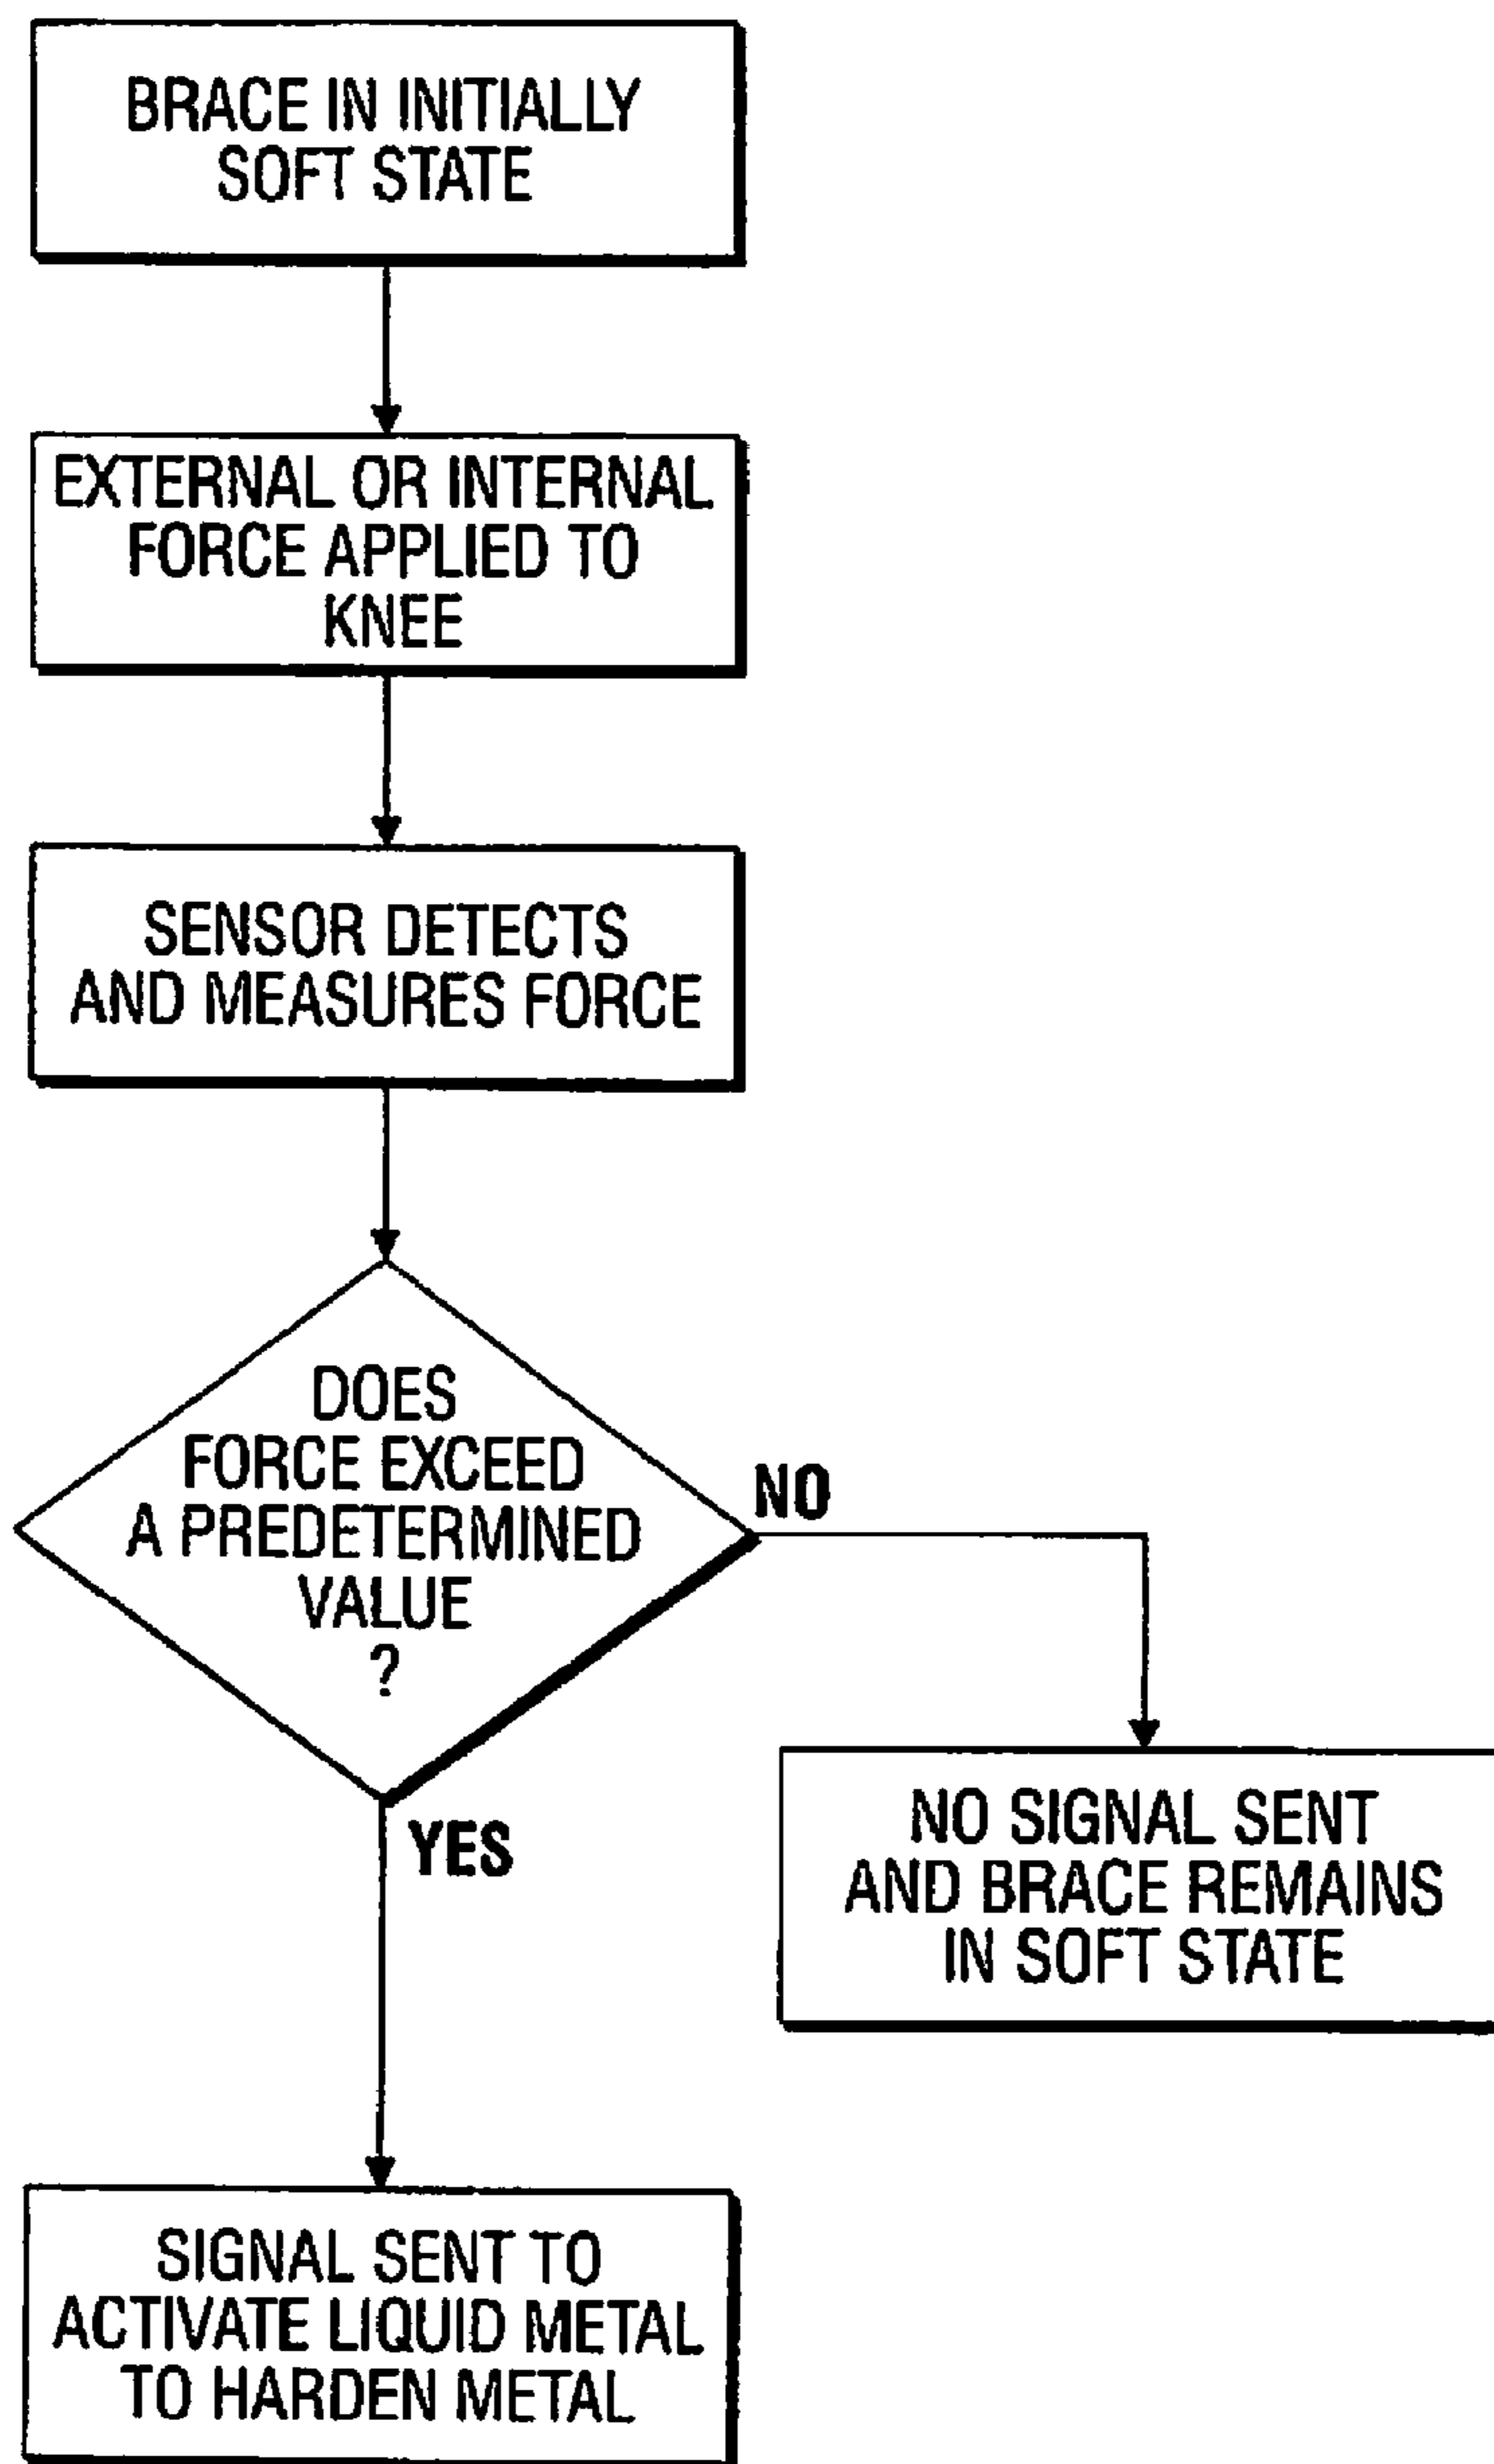 BRACE IN INITIALLY
SOFT STATE
EXTERNAL OR INTERNAL
FORCE APPLIED TO
KNEE
SENSOR DETECTS
AND MEASURES FORCE
DOES
FORCE EXCEED
A PREDETERMINED
VALUE
?
NO
YES
NO SIGNAL SENT
AND BRACE REMAINS
IN SOFT STATE
SIGNAL SENT TO
ACTIVATE LIQUID METAL
TO HARDEN METAL